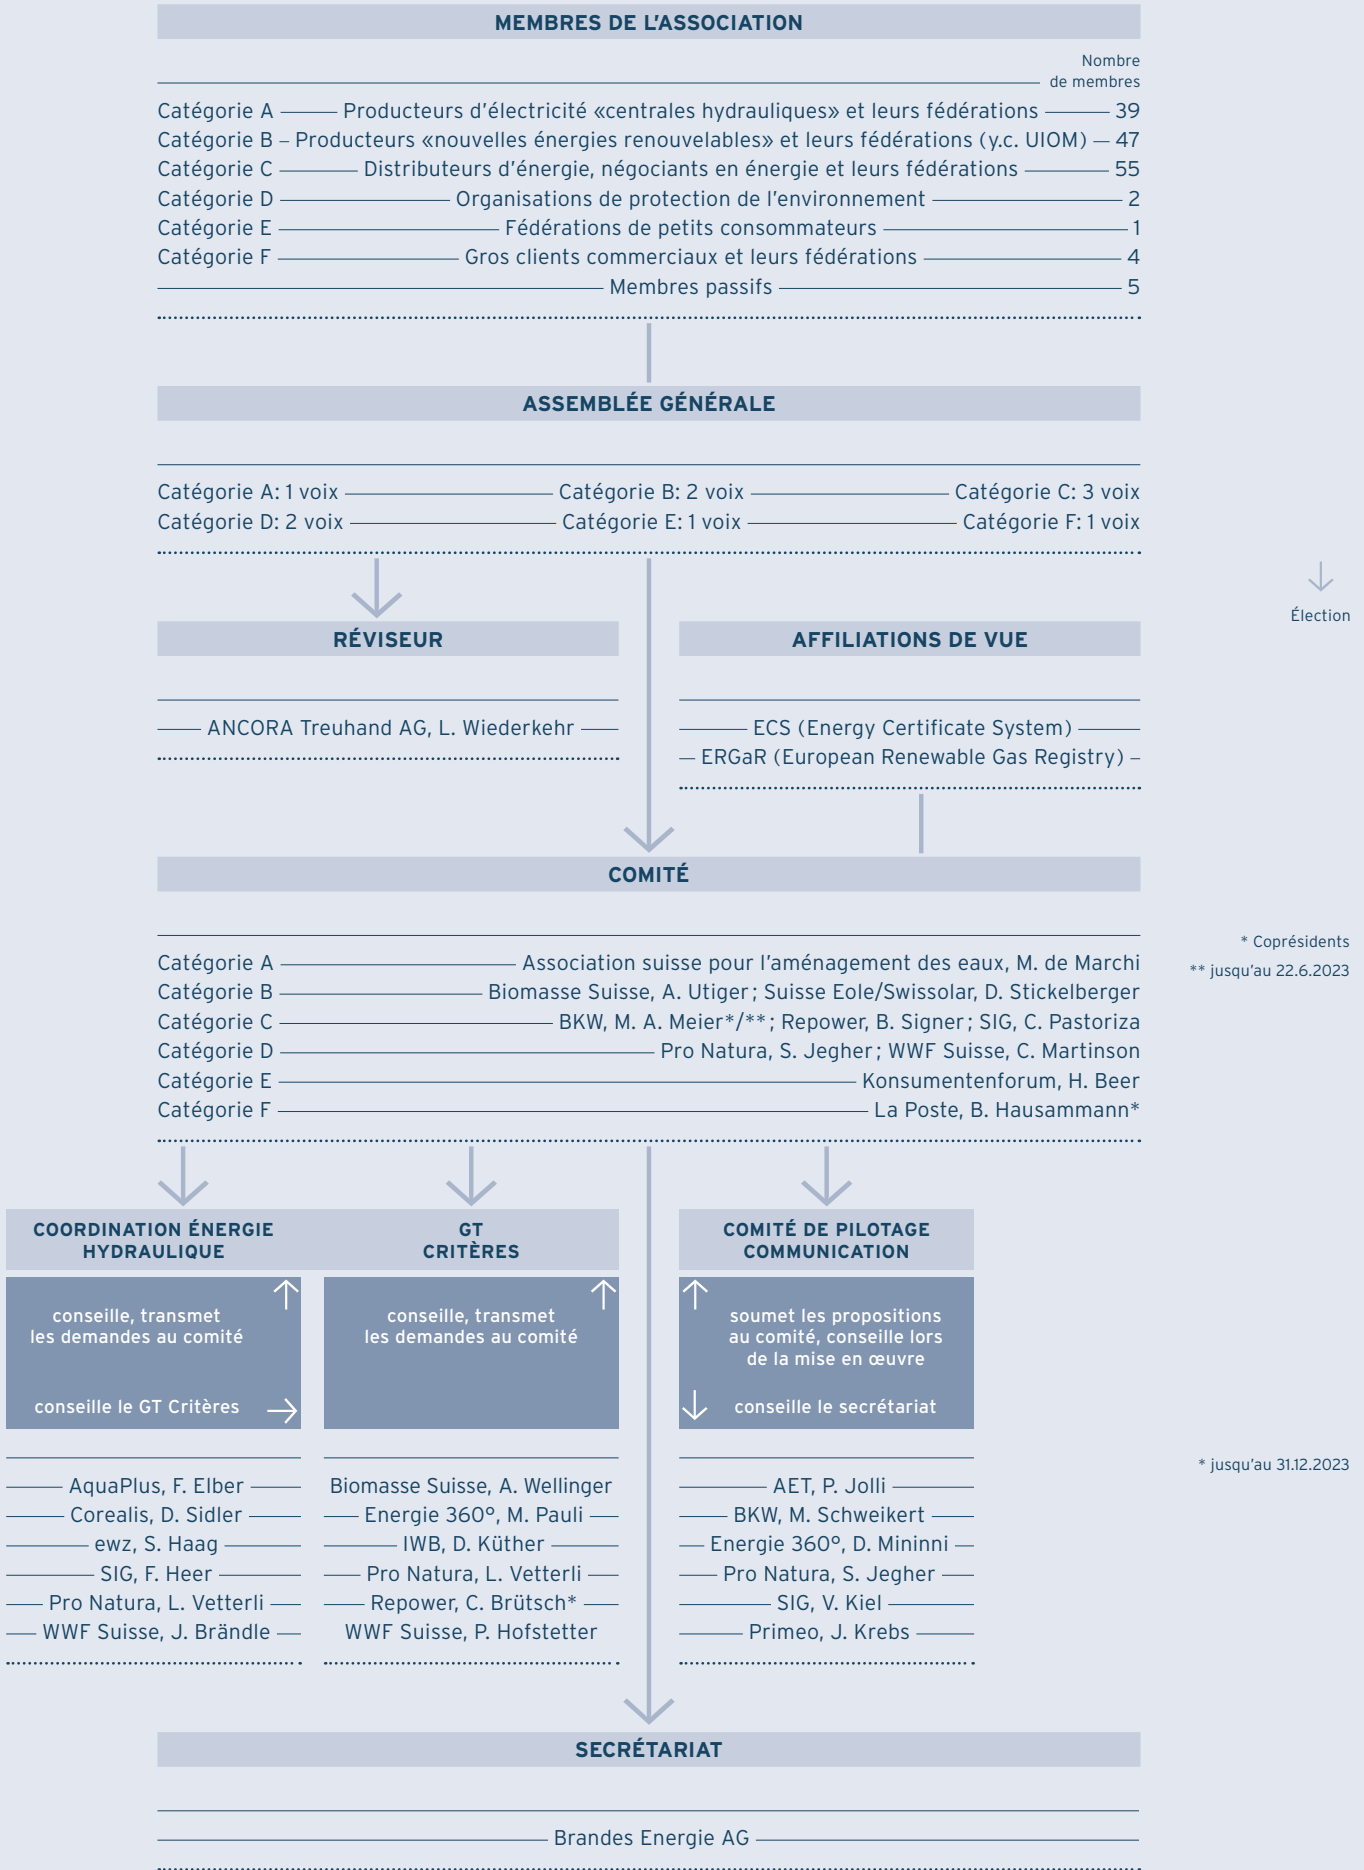 MEMBRES DE L'ASSOCIATION
Nombre
de membres
Catégorie A Producteurs d'électricité «centrales hydrauliques» et leurs fédérations 39
Catégorie B Producteurs «nouvelles énergies renouvelables» et leurs fédérations (y.c. UIOM) 47
Catégorie C Distributeurs d'énergie, négociants en énergie et leurs fédérations 55
Catégorie D Organisations de protection de l'environnement 2
Catégorie E Fédérations de petits consommateurs 1
Catégorie F Gros clients commerciaux et leurs fédérations 4
Membres passifs 5
ASSEMBLÉE GÉNÉRALE
Catégorie A: 1 voix Catégorie B: 2 voix Catégorie C: 3 voix
Catégorie D: 2 voix Catégorie E: 1 voix Catégorie F: 1 voix
Élection
RÉVISEUR
ANCORA Treuhand AG, L. Wiederkehr
AFFILIATIONS DE VUE
ECS (Energy Certificate System)
ERGaR (European Renewable Gas Registry)
COMITÉ
* Coprésidents
** jusqu'au 22.6.2023
Catégorie A Association suisse pour l'aménagement des eaux, M. de Marchi
Catégorie B Biomasse Suisse, A. Utiger; Suisse Eole/Swissolar, D. Stickelberger
Catégorie C BKW, M. A. Meier*/**; Repower, B. Signer; SIG, C. Pastoriza
Catégorie D Pro Natura, S. Jegher; WWF Suisse, C. Martinson
Catégorie E Konsumentenforum, H. Beer
Catégorie F La Poste, B. Hausammann*
COORDINATION ÉNERGIE
HYDRAULIQUE
conseille, transmet
les demandes au comité
conseille le GT Critères
AquaPlus, F. Elber
Corealis, D. Sidler
ewz, S. Haag
SIG, F. Heer
Pro Natura, L. Vetterli
WWF Suisse, J. Brändle
GT
CRITÈRES
conseille, transmet
les demandes au comité
Biomasse Suisse, A. Wellinger
Energie 360°, M. Pauli
IWB, D. Küther
Pro Natura, L. Vetterli
Repower, C. Brütsch*
WWF Suisse, P. Hofstetter
COMITÉ DE PILOTAGE
COMMUNICATION
soumet les propositions
au comité, conseille lors
de la mise en œuvre
conseille le secrétariat
AET, P. Jolli
BKW, M. Schweikert
Energie 360°, D. Mininni
Pro Natura, S. Jegher
SIG, V. Kiel
Primeo, J. Krebs
* jusqu'au 31.12.2023
SECRÉTARIAT
Brandes Energie AG